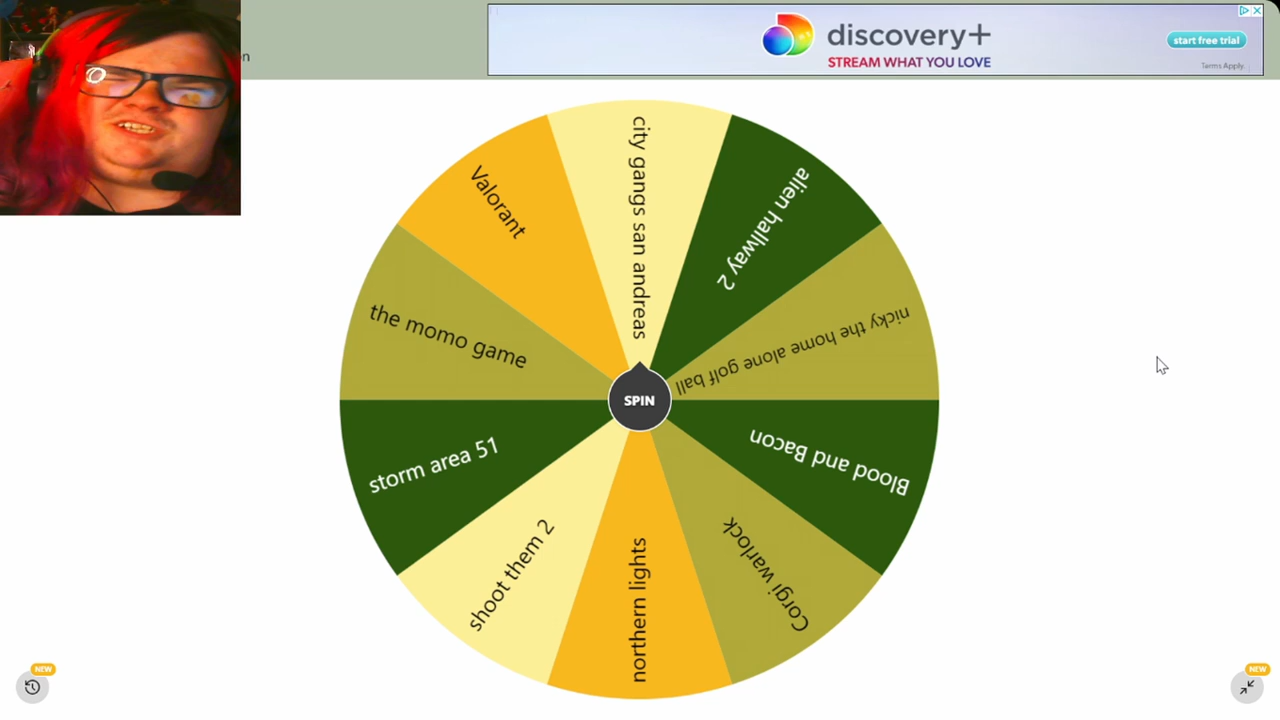 on
discovery+
STREAM WHAT YOU LOVE
start free trial
Terms Apply.
city gangs san andreas
alien hallway 2
nicky the home alone golf ball
Blood and Bacon
Corgi warlock
northern lights
shoot them 2
storm area 51
the momo game
Valorant
SPIN
NEW
NEW